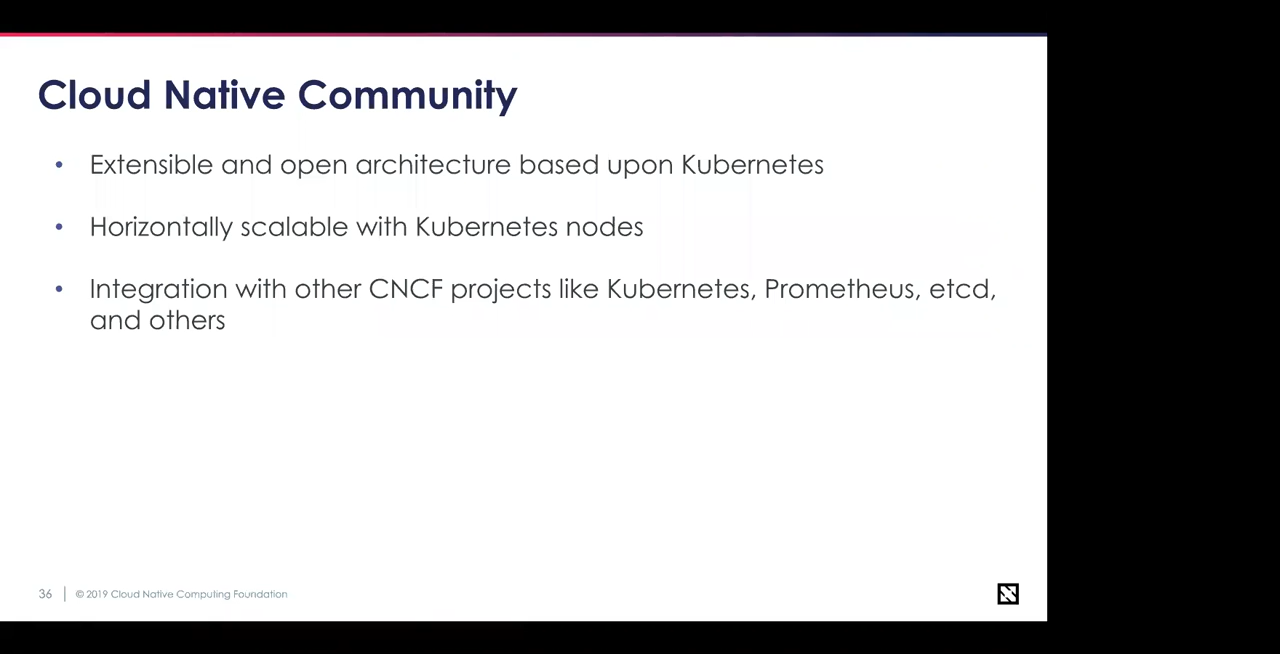 Cloud Native Community
• Extensible and open architecture based upon Kubernetes
• Horizontally scalable with Kubernetes nodes
• Integration with other CNCF projects like Kubernetes, Prometheus, etcd,
and others
36 | © 2019 Cloud Native Computing Foundation